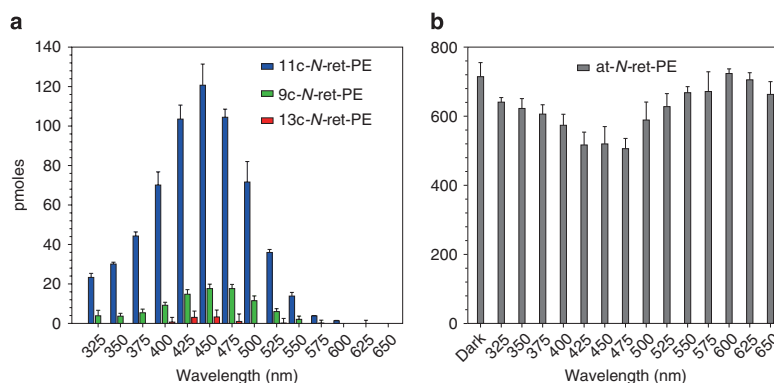 a
140
120
100
80
60
40
20
0
pmoles
11c-N-ret-PE
9c-N-ret-PE
13c-N-ret-PE
325 350 375 400 425 450 475 500 525 550 575 600 625 650
Wavelength (nm)
b
800
600
400
200
0
at-N-ret-PE
Dark 325 350 375 400 425 450 475 500 525 550 575 600 625 650
Wavelength (nm)